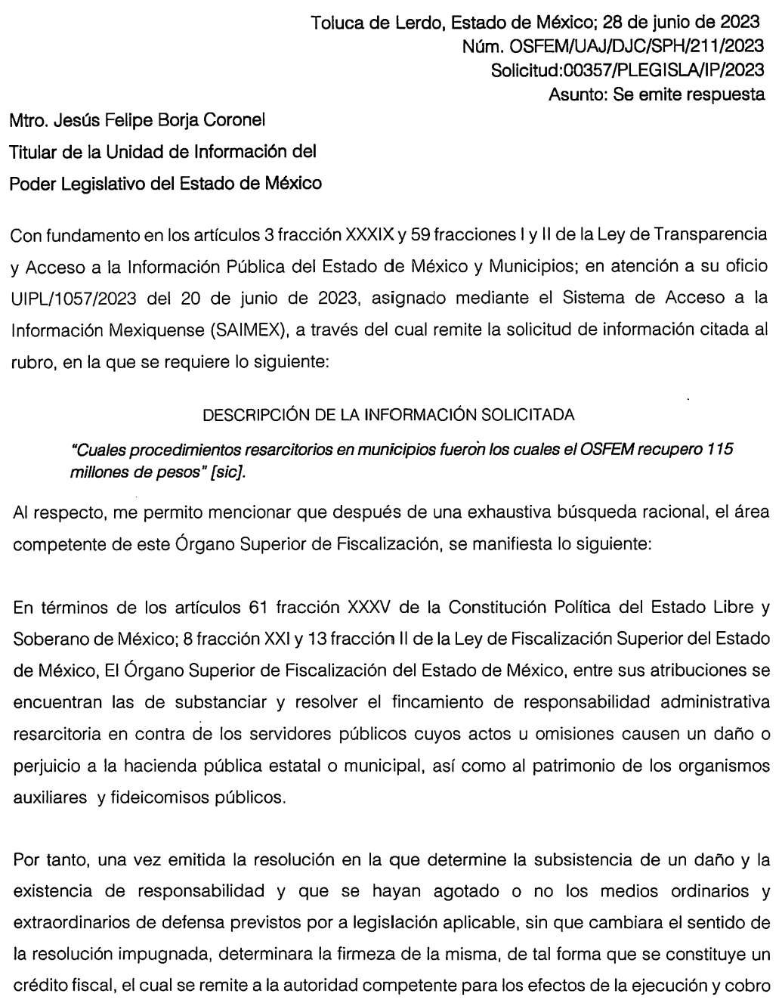 Toluca de Lerdo, Estado de México; 28 de junio de 2023
Núm. OSFEM/UAJ/DJC/SPH/211/2023
Solicitud:00357/PLEGISLA/IP/2023
Asunto: Se emite respuesta
Mtro. Jesús Felipe Borja Coronel
Titular de la Unidad de Información del
Poder Legislativo del Estado de México
Con fundamento en los artículos 3 fracción XXXIX y 59 fracciones I y II de la Ley de Transparencia
y Acceso a la Información Pública del Estado de México y Municipios; en atención a su oficio
UIPL/1057/2023 del 20 de junio de 2023, asignado mediante el Sistema de Acceso a la
Información Mexiquense (SAIMEX), a través del cual remite la solicitud de información citada al
rubro, en la que se requiere lo siguiente:
DESCRIPCIÓN DE LA INFORMACIÓN SOLICITADA
"Cuales procedimientos resarcitorios en municipios fueron los cuales el OSFEM recupero 115
millones de pesos" [sic].
Al respecto, me permito mencionar que después de una exhaustiva búsqueda racional, el área
competente de este Órgano Superior de Fiscalización, se manifiesta lo siguiente:
En términos de los artículos 61 fracción XXXV de la Constitución Política del Estado Libre y
Soberano de México; 8 fracción XXI y 13 fracción II de la Ley de Fiscalización Superior del Estado
de México, El Órgano Superior de Fiscalización del Estado de México, entre sus atribuciones se
encuentran las de substanciar y resolver el fincamiento de responsabilidad administrativa
resarcitoria en contra de los servidores públicos cuyos actos u omisiones causen un daño o
perjuicio a la hacienda pública estatal o municipal, así como al patrimonio de los organismos
auxiliares y fideicomisos públicos.
Por tanto, una vez emitida la resolución en la que determine la subsistencia de un daño y la
existencia de responsabilidad y que se hayan agotado o no los medios ordinarios y
extraordinarios de defensa previstos por a legislación aplicable, sin que cambiara el sentido de
la resolución impugnada, determinara la firmeza de la misma, de tal forma que se constituye un
crédito fiscal, el cual se remite a la autoridad competente para los efectos de la ejecución y cobro